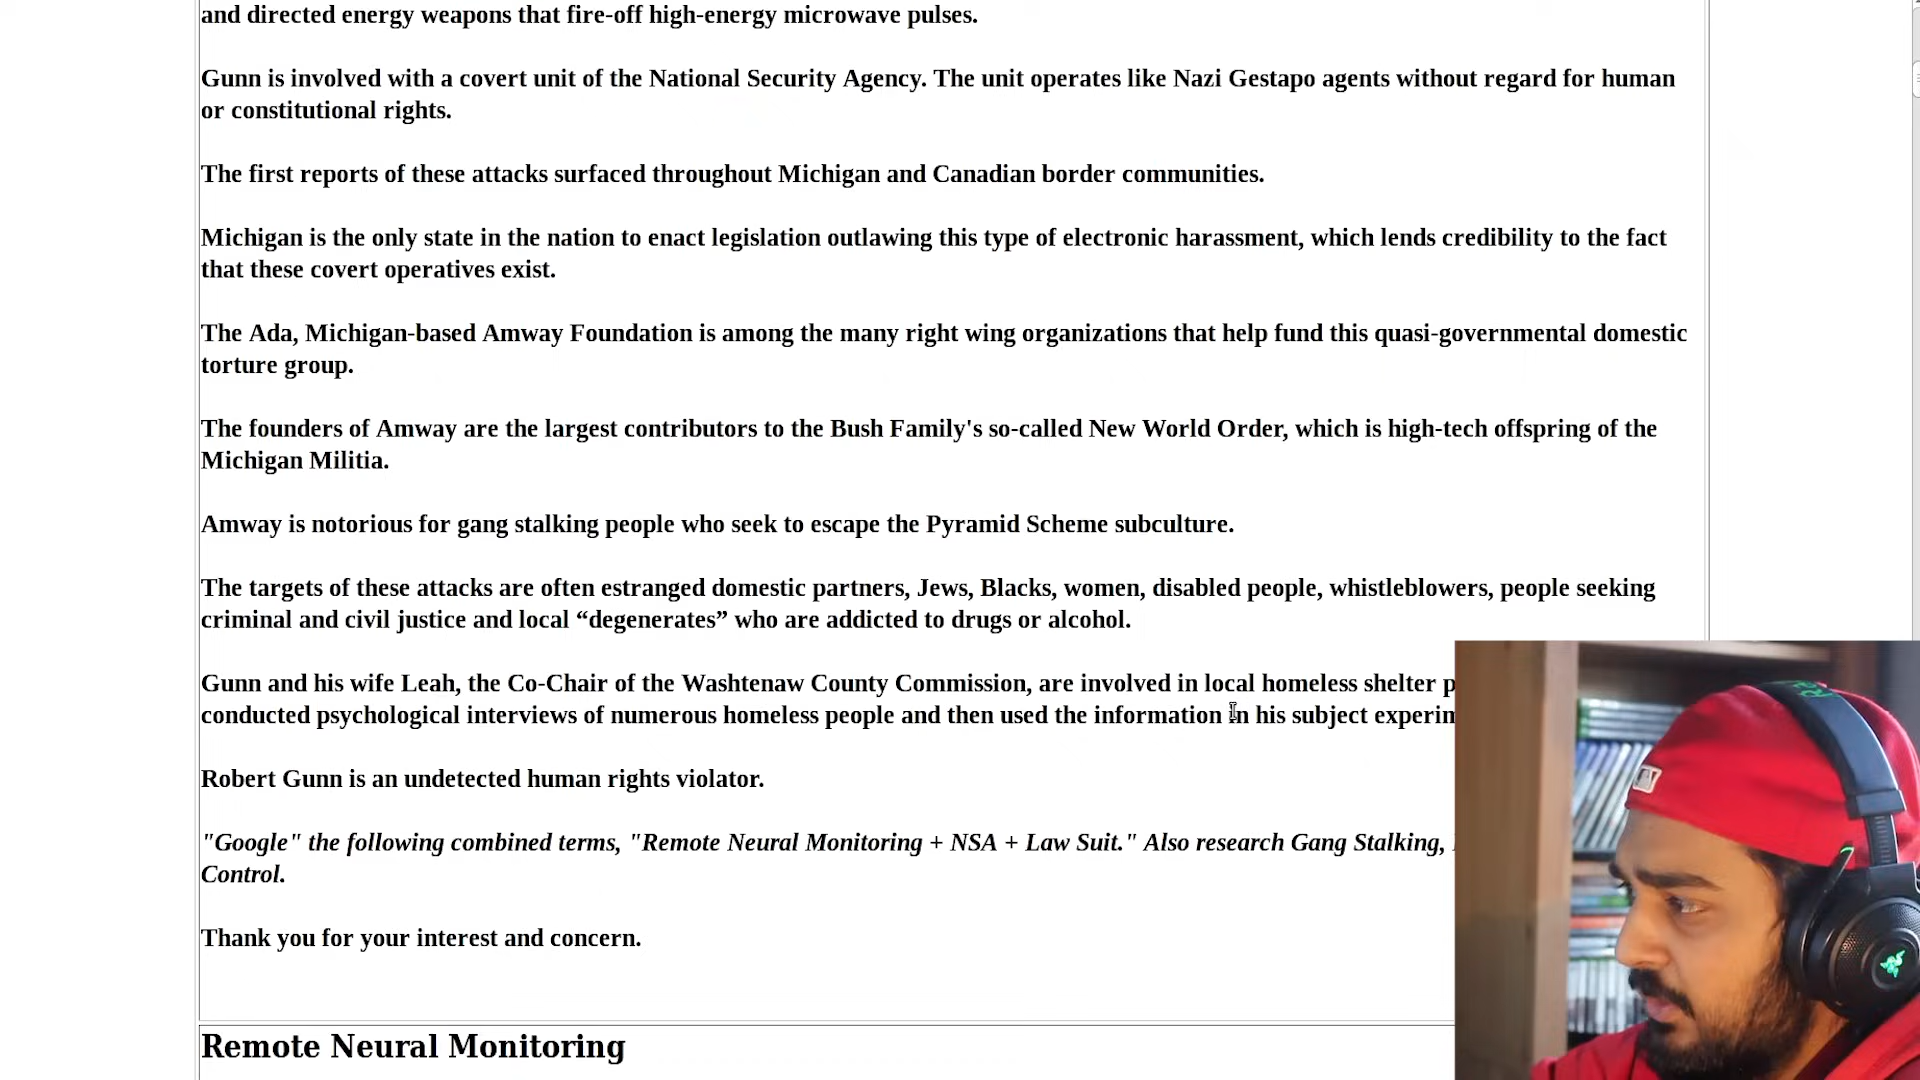 and directed energy weapons that fire-off high-energy microwave pulses.
Gunn is involved with a covert unit of the National Security Agency. The unit operates like Nazi Gestapo agents without regard for human
or constitutional rights.
The first reports of these attacks surfaced throughout Michigan and Canadian border communities.
Michigan is the only state in the nation to enact legislation outlawing this type of electronic harassment, which lends credibility to the fact
that these covert operatives exist.
The Ada, Michigan-based Amway Foundation is among the many right wing organizations that help fund this quasi-governmental domestic
torture group.
The founders of Amway are the largest contributors to the Bush Family's so-called New World Order, which is high-tech offspring of the
Michigan Militia.
Amway is notorious for gang stalking people who seek to escape the Pyramid Scheme subculture.
The targets of these attacks are often estranged domestic partners, Jews, Blacks, women, disabled people, whistleblowers, people seeking
criminal and civil justice and local “degenerates” who are addicted to drugs or alcohol.
Gunn and his wife Leah, the Co-Chair of the Washtenaw County Commission, are involved in local homeless shelter
conducted psychological interviews of numerous homeless people and then used the information in his subject
Robert Gunn is an undetected human rights violator.
"Google" the following combined terms, "Remote Neural Monitoring + NSA + Law Suit." Also research Gang Stalking,
Control.
Thank you for your interest and concern.
Remote Neural Monitoring